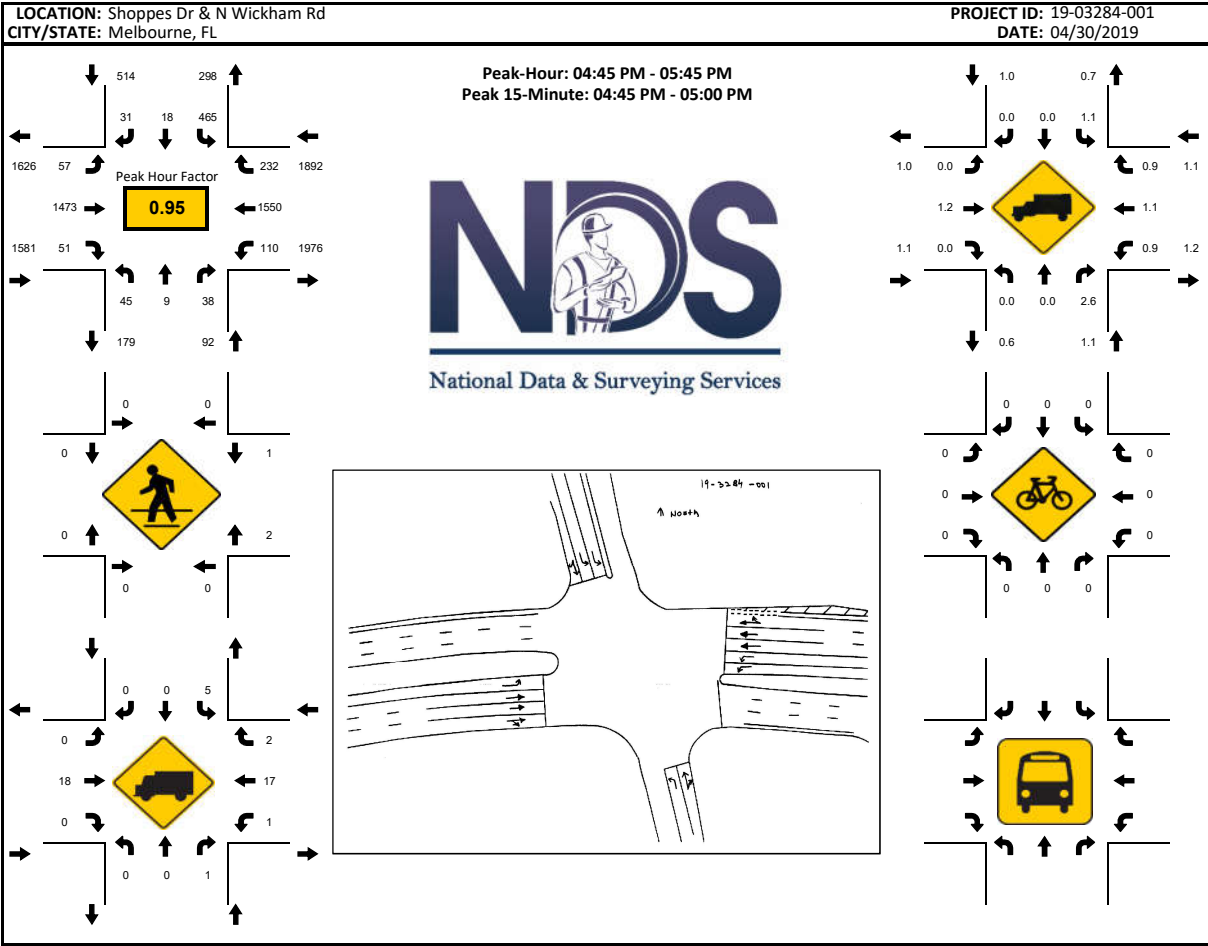 LOCATION: Shoppes Dr & N Wickham Rd PROJECT ID: 19-03284-001
CITY/STATE: Melbourne, FL DATE: 04/30/2019
Peak-Hour: 04:45 PM - 05:45 PM
Peak 15-Minute: 04:45 PM - 05:00 PM
514 298
31 18 465
1626 57 232 1892
Peak Hour Factor
1473 0.95 1550
1581 51 110 1976
45 9 38
179 92
1.0 0.7
0.0 0.0 1.1
1.0 0.0 0.9 1.1
1.2 1.1
1.1 0.0 0.9 1.2
0.0 0.0 2.6
0.6 1.1
NDS
National Data & Surveying Services
0 0
0 1
0 2
0 0
0 0 0
0 0
0 0
0 0
0 0 0
19-3284-001
↑ North
0 0 5
0 2
18 17
0 1
0 0 1